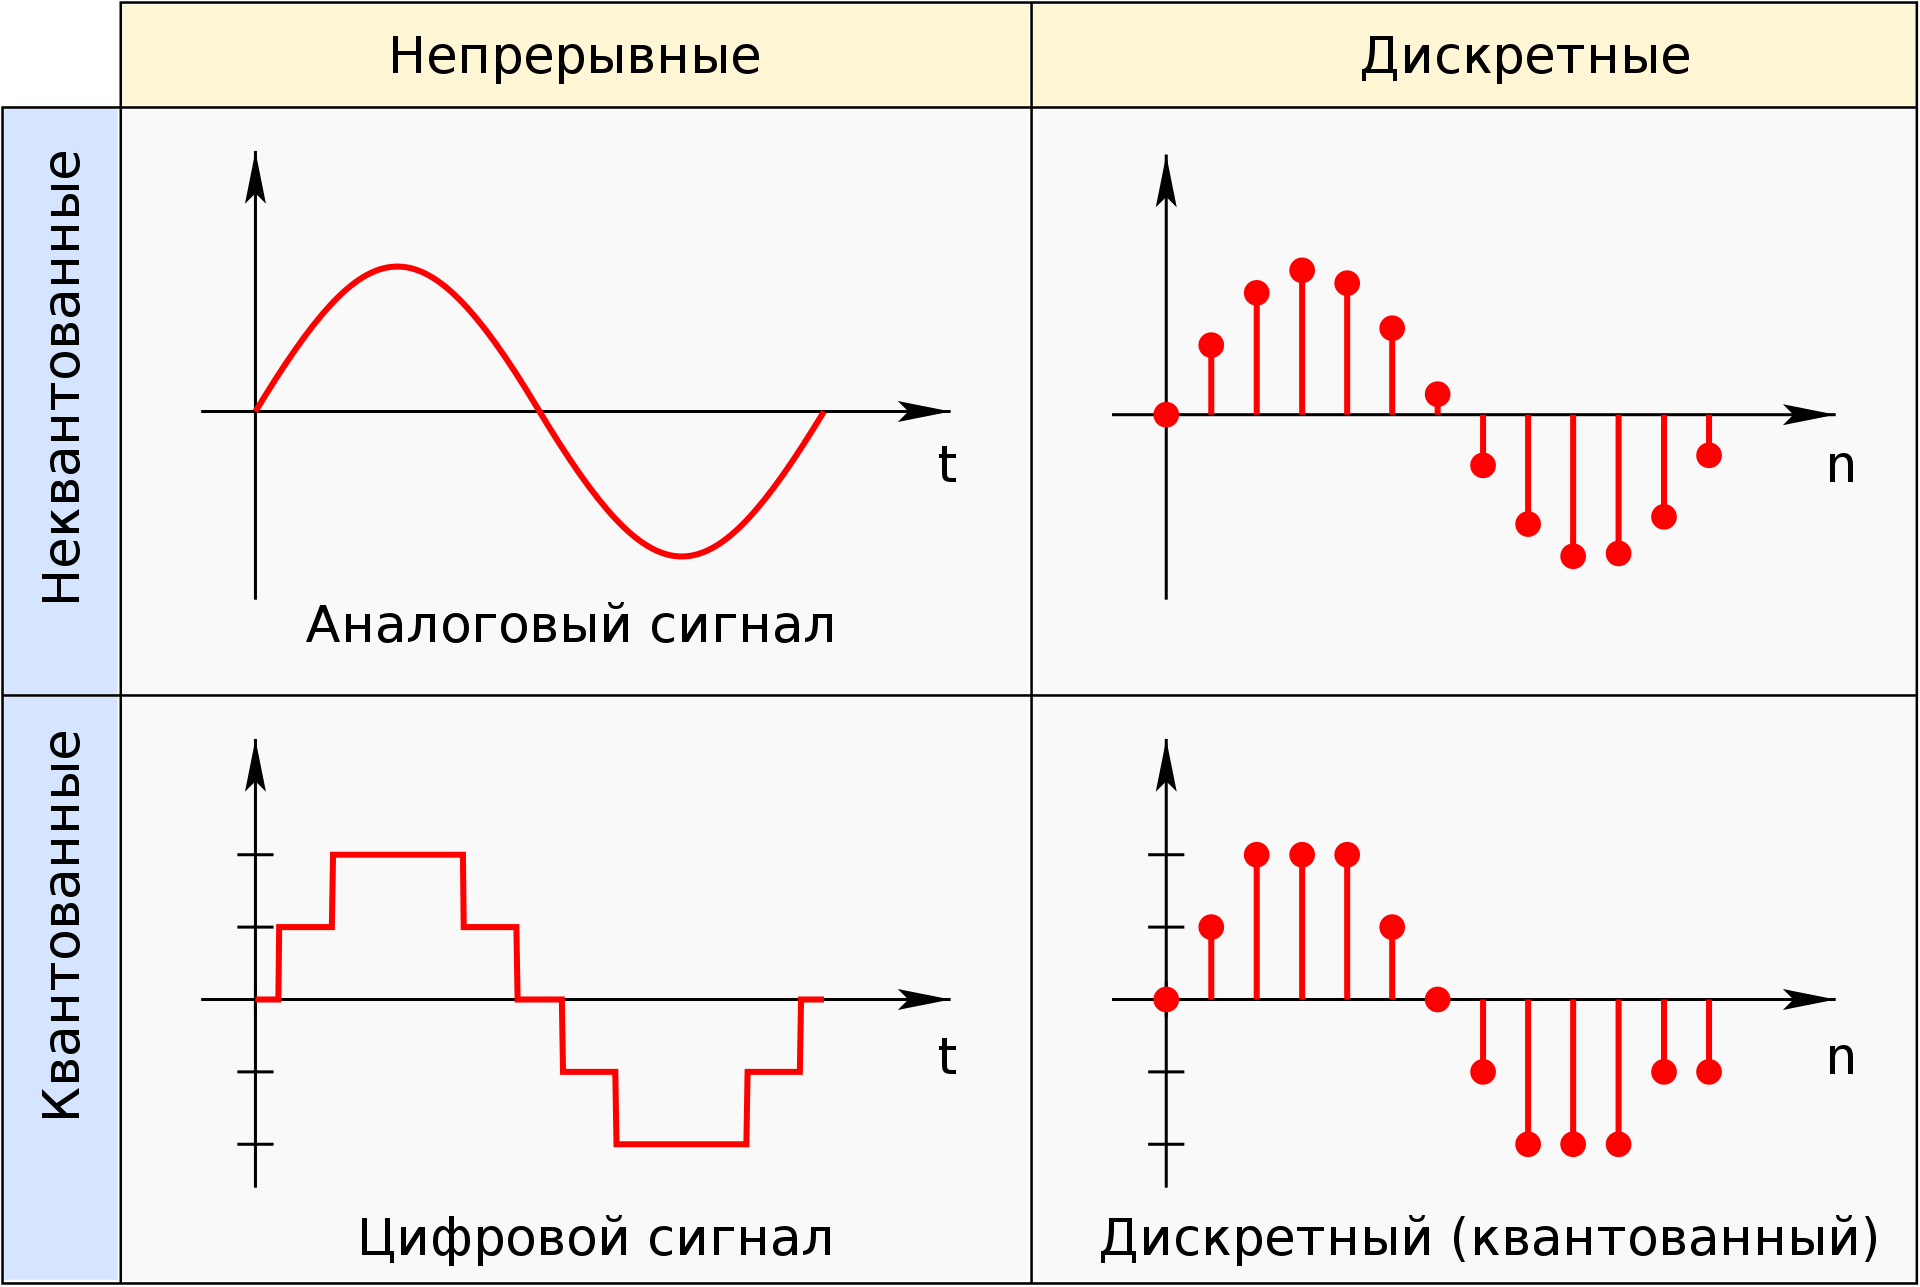 Непрерывные
Дискретные
Неквантованные
t
Аналоговый сигнал
n
Квантованные
t
Цифровой сигнал
n
Дискретный (квантованный)